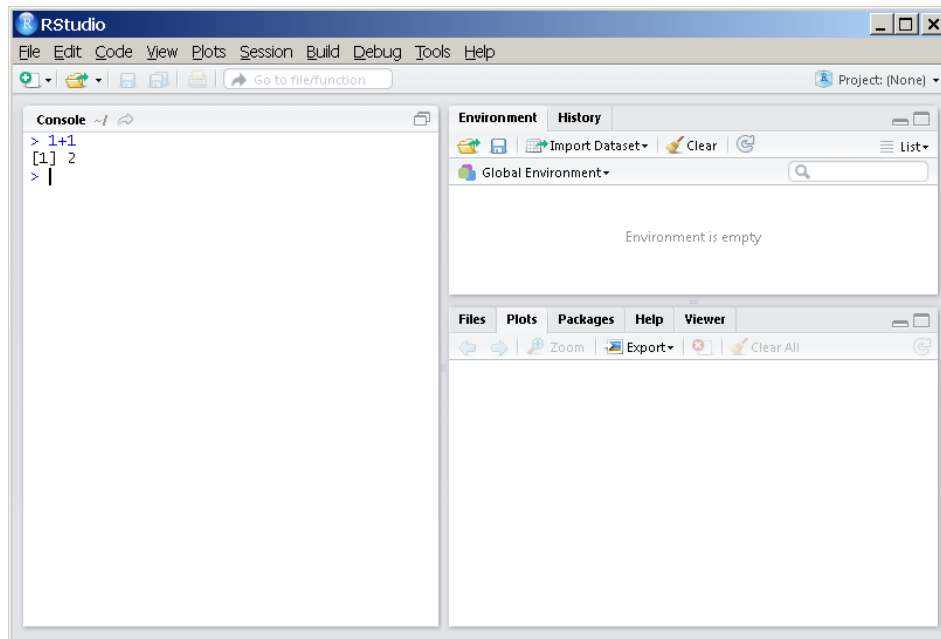 RStudio
File Edit Code View Plots Session Build Debug Tools Help
Go to file/function
Project: (None)
Console ~/
> 1+1
[1] 2
>
Environment History
Import Dataset Clear List
Global Environment
Environment is empty
Files Plots Packages Help Viewer
Zoom Export Clear All